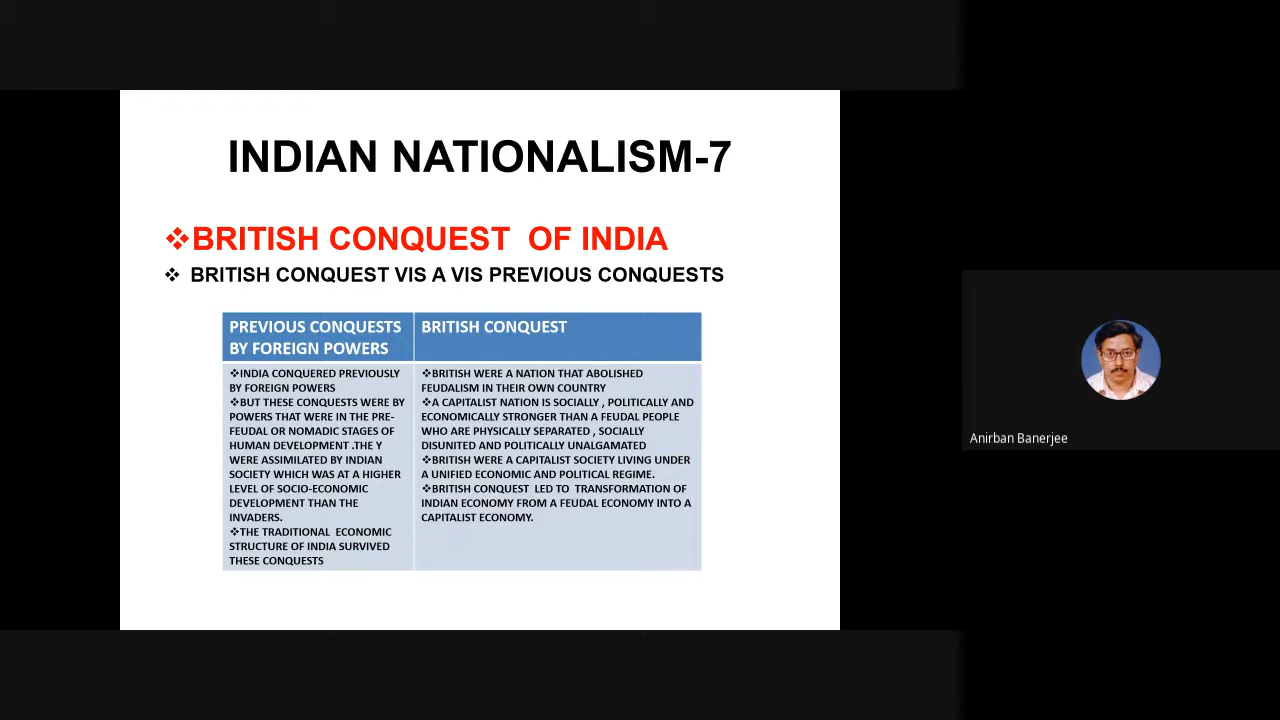 INDIAN NATIONALISM-7
❖BRITISH CONQUEST OF INDIA
❖ BRITISH CONQUEST VIS A VIS PREVIOUS CONQUESTS
PREVIOUS CONQUESTS
BY FOREIGN POWERS
❖INDIA CONQUERED PREVIOUSLY
BY FOREIGN POWERS
❖BUT THESE CONQUESTS WERE BY
POWERS THAT WERE IN THE PRE-
FEUDAL OR NOMADIC STAGES OF
HUMAN DEVELOPMENT .THE Y
WERE ASSIMILATED BY INDIAN
SOCIETY WHICH WAS AT A HIGHER
LEVEL OF SOCIO-ECONOMIC
DEVELOPMENT THAN THE
INVADERS.
❖THE TRADITIONAL ECONOMIC
STRUCTURE OF INDIA SURVIVED
THESE CONQUESTS
BRITISH CONQUEST
❖BRITISH WERE A NATION THAT ABOLISHED
FEUDALISM IN THEIR OWN COUNTRY
❖A CAPITALIST NATION IS SOCIALLY , POLITICALLY AND
ECONOMICALLY STRONGER THAN A FEUDAL PEOPLE
WHO ARE PHYSICALLY SEPARATED , SOCIALLY
DISUNITED AND POLITICALLY UNALGAMATED
❖BRITISH WERE A CAPITALIST SOCIETY LIVING UNDER
A UNIFIED ECONOMIC AND POLITICAL REGIME.
❖BRITISH CONQUEST LED TO TRANSFORMATION OF
INDIAN ECONOMY FROM A FEUDAL ECONOMY INTO A
CAPITALIST ECONOMY.
Anirban Banerjee